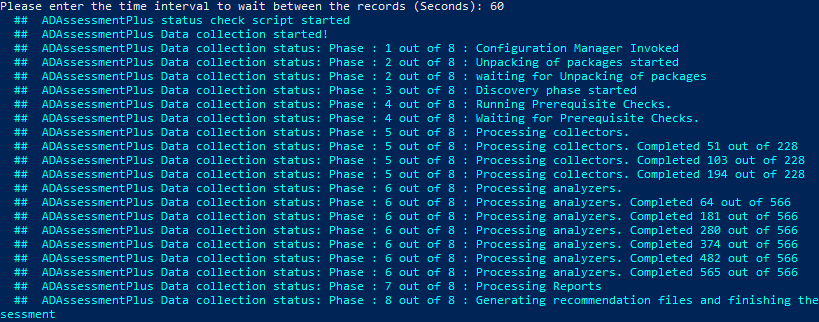 Please enter the time interval to wait between the records (Seconds): 60
## ADAssessmentPlus status check script started
## ADAssessmentPlus Data collection started!
## ADAssessmentPlus Data collection status: Phase : 1 out of 8 : Configuration Manager Invoked
## ADAssessmentPlus Data collection status: Phase : 2 out of 8 : Unpacking of packages started
## ADAssessmentPlus Data collection status: Phase : 2 out of 8 : waiting for Unpacking of packages
## ADAssessmentPlus Data collection status: Phase : 3 out of 8 : Discovery phase started
## ADAssessmentPlus Data collection status: Phase : 4 out of 8 : Running Prerequisite Checks.
## ADAssessmentPlus Data collection status: Phase : 4 out of 8 : Waiting for Prerequisite Checks.
## ADAssessmentPlus Data collection status: Phase : 5 out of 8 : Processing collectors.
## ADAssessmentPlus Data collection status: Phase : 5 out of 8 : Processing collectors. Completed 51 out of 228
## ADAssessmentPlus Data collection status: Phase : 5 out of 8 : Processing collectors. Completed 103 out of 228
## ADAssessmentPlus Data collection status: Phase : 5 out of 8 : Processing collectors. Completed 194 out of 228
## ADAssessmentPlus Data collection status: Phase : 6 out of 8 : Processing analyzers.
## ADAssessmentPlus Data collection status: Phase : 6 out of 8 : Processing analyzers. Completed 64 out of 566
## ADAssessmentPlus Data collection status: Phase : 6 out of 8 : Processing analyzers. Completed 181 out of 566
## ADAssessmentPlus Data collection status: Phase : 6 out of 8 : Processing analyzers. Completed 280 out of 566
## ADAssessmentPlus Data collection status: Phase : 6 out of 8 : Processing analyzers. Completed 374 out of 566
## ADAssessmentPlus Data collection status: Phase : 6 out of 8 : Processing analyzers. Completed 482 out of 566
## ADAssessmentPlus Data collection status: Phase : 6 out of 8 : Processing analyzers. Completed 565 out of 566
## ADAssessmentPlus Data collection status: Phase : 7 out of 8 : Processing Reports
## ADAssessmentPlus Data collection status: Phase : 8 out of 8 : Generating recommendation files and finishing the
sessment